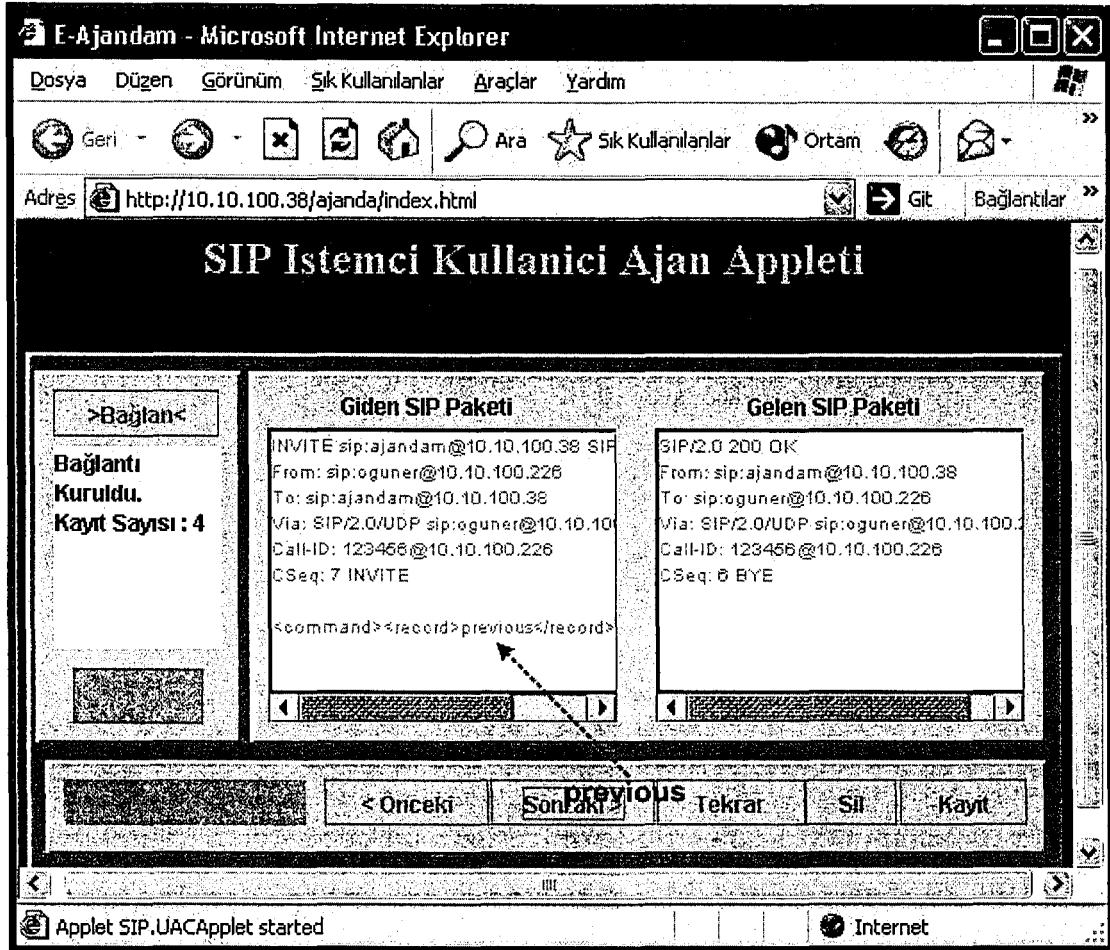 E-Ajandam - Microsoft Internet Explorer
Dosya Düzen Görünüm Sık Kullanılanlar Araçlar Yardım
Geri Ara Sık Kullanılanlar Ortam »
Adres http://10.10.100.38/ajanda/index.html Git Bağlantılar »
SIP Istemci Kullanici Ajan Appleti
>Bağlan<
Bağlantı
Kuruldu.
Kayıt Sayısı : 4
Giden SIP Paketi
INVITE sip:ajandam@10.10.100.38 SIP
From: sip:oguner@10.10.100.226
To: sip:ajandam@10.10.100.38
Via: SIP/2.0/UDP sip:oguner@10.10.10
Call-ID: 123456@10.10.100.226
CSeq: 7 INVITE
<command><record>previous</record>
Gelen SIP Paketi
SIP/2.0 200 OK
From: sip:ajandam@10.10.100.38
To: sip:oguner@10.10.100.226
Via: SIP/2.0/UDP sip:oguner@10.10.100.2
Call-ID: 123456@10.10.100.226
CSeq: 6 BYE
previous
< Önceki Sonraki > Tekrar Sil Kayıt
Applet SIP.UACApplet started Internet